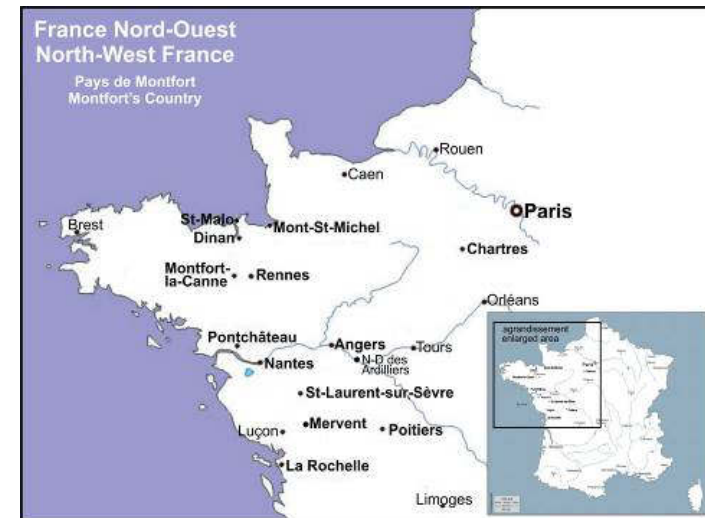 France Nord-Ouest
North-West France
Pays de Montfort
Montfort's Country
Rouen
Caen
Paris
Brest
St-Malo
Mont-St-Michel
Dinan
Chartres
Montfort-
la-Canne
Rennes
Orléans
Pontchâteau
Angers
Tours
N-D des
Ardilliers
Nantes
agrandissement
enlarged area
St-Laurent-sur-Sèvre
Luçon
Mervent
Poitiers
La Rochelle
Limoges